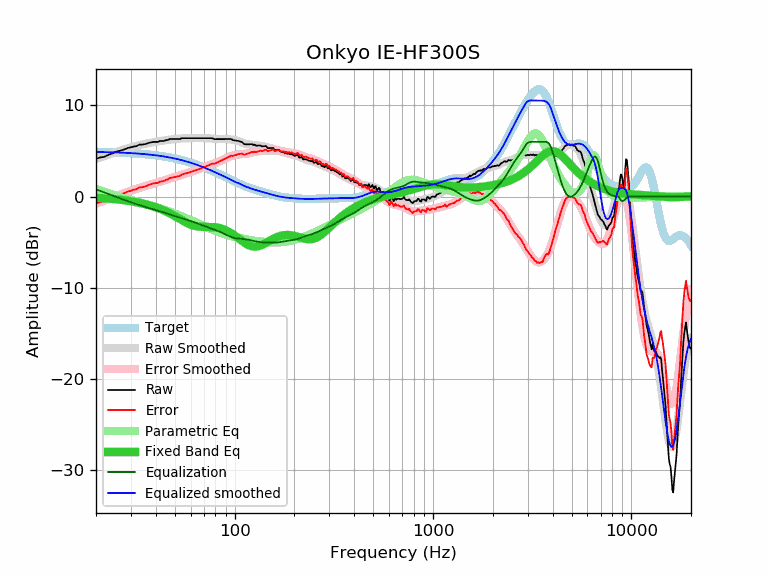 Onkyo IE-HF300S
Amplitude (dBr)
10
0
−10
−20
−30
Target
Raw Smoothed
Error Smoothed
Raw
Error
Parametric Eq
Fixed Band Eq
Equalization
Equalized smoothed
100
1000
10000
Frequency (Hz)